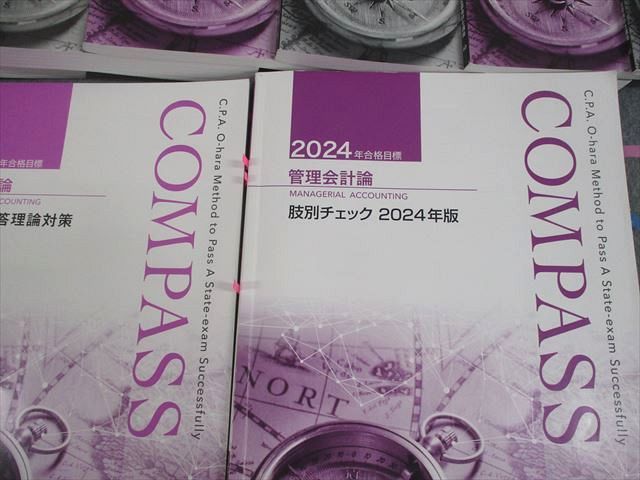 年合格目標
論
COUNTING
答理論対策
COMPASS
C.P.A. O-hara Method to Pass A State-exam Successfully
2024年合格目標
管理会計論
MANAGERIAL ACCOUNTING
肢別チェック 2024年版
COMPASS
C.P.A. O-hara Method to Pass A State-exam Successfully
NORT